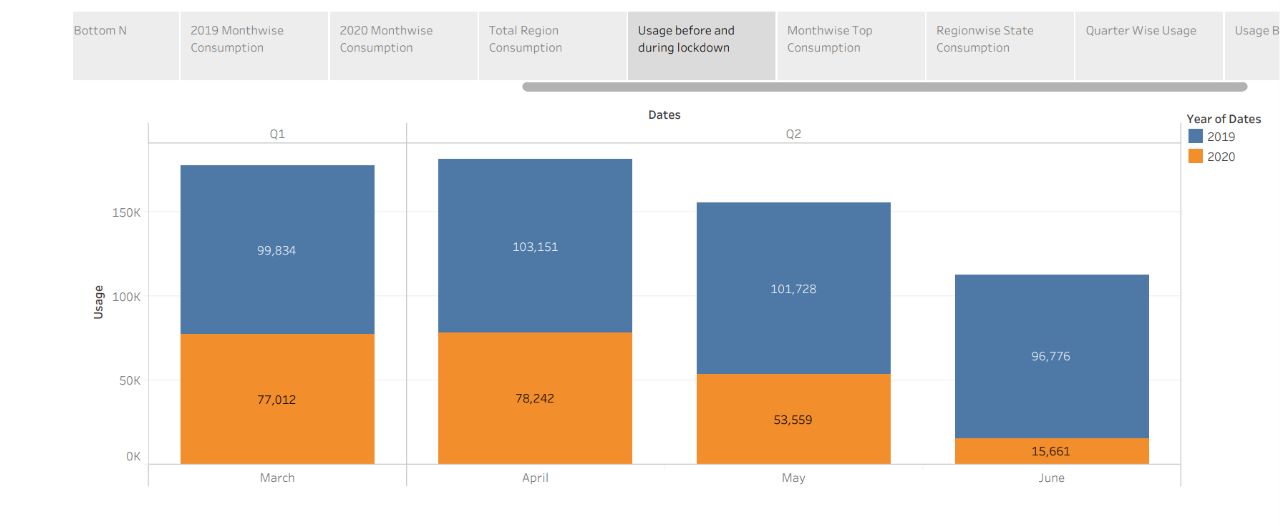 Bottom N
2019 Monthwise
Consumption
2020 Monthwise
Consumption
Total Region
Consumption
Usage before and
during lockdown
Monthwise Top
Consumption
Regionwise State
Consumption
Quarter Wise Usage
Usage B
Dates
Q1
Q2
Year of Dates
2019
2020
Usage
150K
100K
50K
0K
99,834
103,151
101,728
96,776
77,012
78,242
53,559
15,661
March
April
May
June